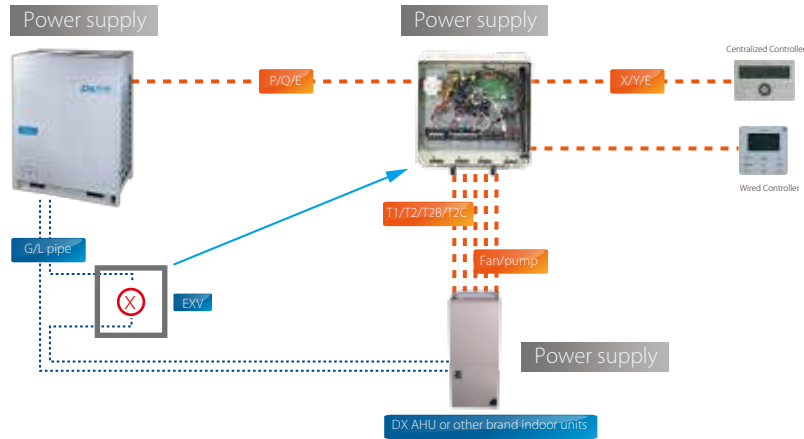 Power supply
Power supply
Centralized Controller
P/Q/E
X/Y/E
Wired Controller
T1/T2/T2B/T2C
G/L pipe
Fan/pump
X
EXV
Power supply
DX AHU or other brand indoor units